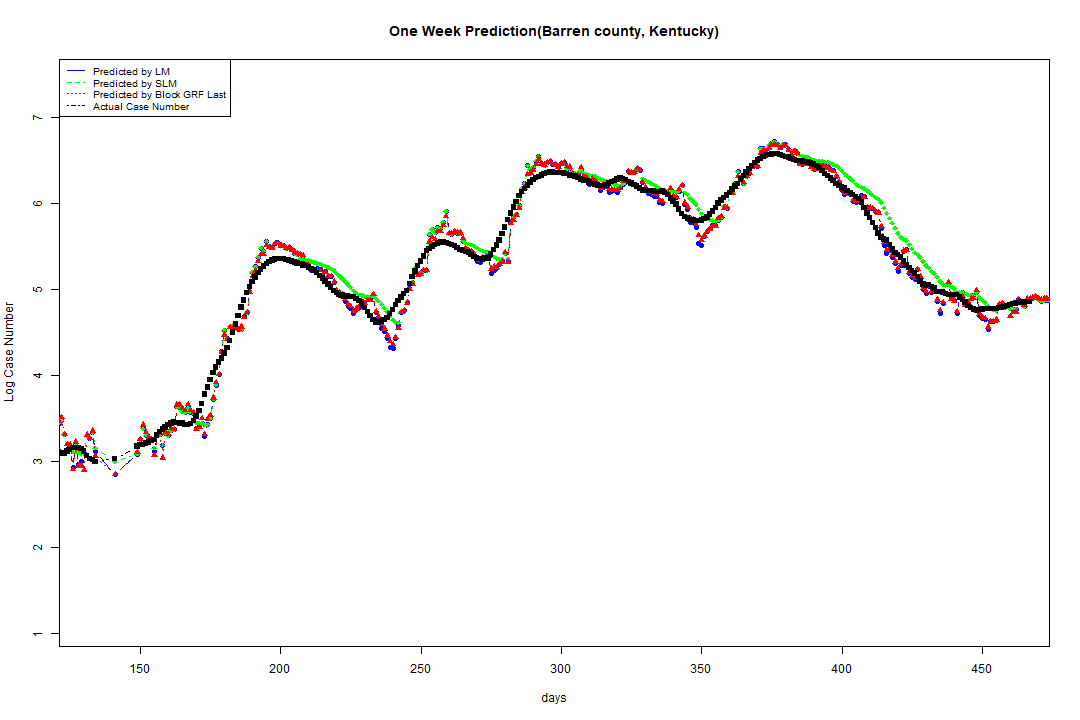 One Week Prediction(Barren county, Kentucky)
Predicted by LM
Predicted by SLM
Predicted by Block GRF Last
Actual Case Number
7
6
5
4
3
2
1
Log Case Number
150 200 250 300 350 400 450
days